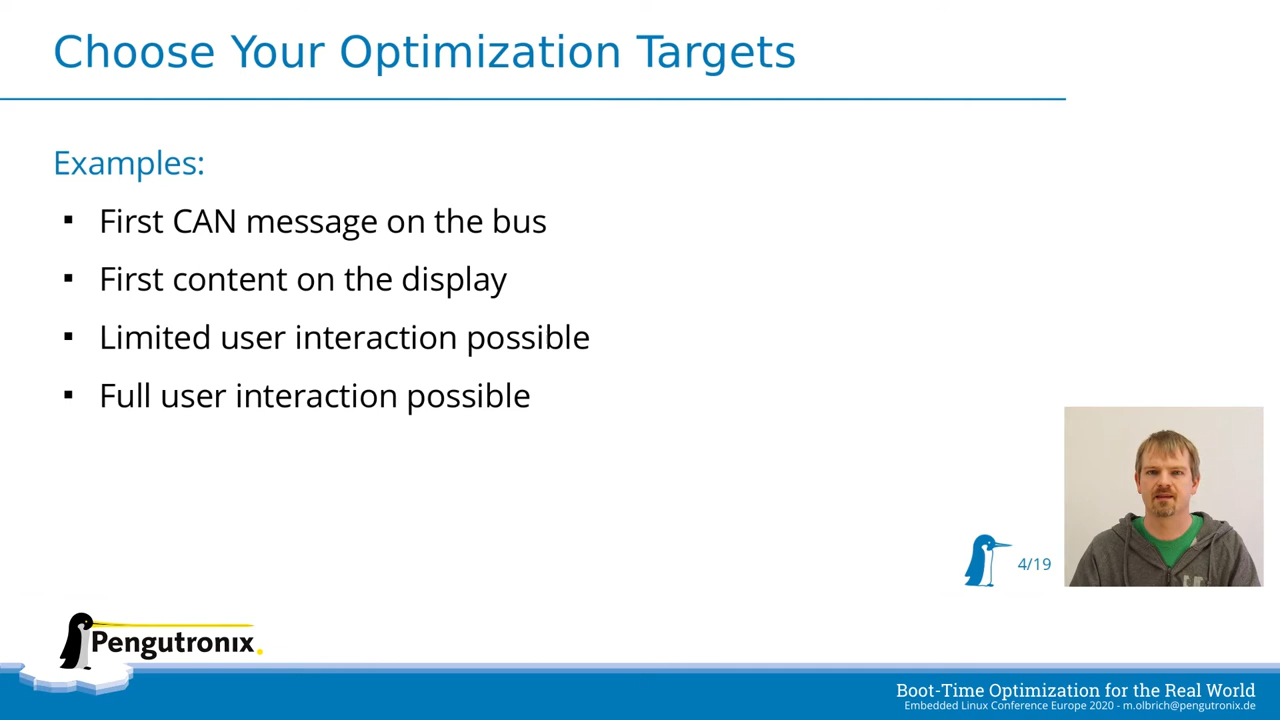 Choose Your Optimization Targets
Examples:
First CAN message on the bus
First content on the display
Limited user interaction possible
Full user interaction possible
4/19
Pengutronix
Boot-Time Optimization for the Real World
Embedded Linux Conference Europe 2020 - m.olbrich@pengutronix.de